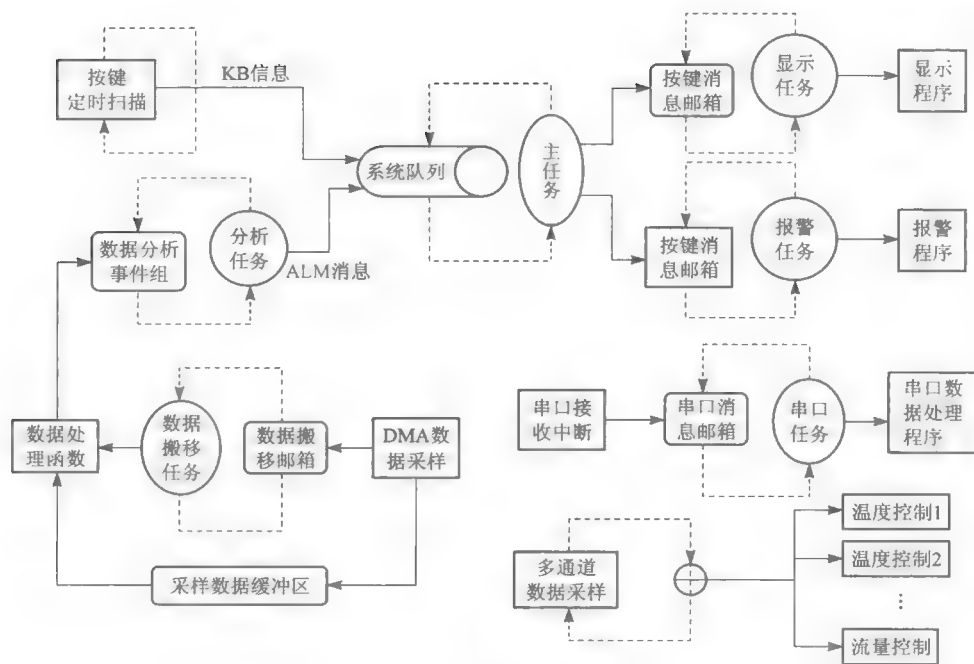 按键
定时扫描
KB信息
系统队列
主任务
按键消
息邮箱
显示
任务
显示
程序
数据分析
事件组
分析
任务
ALM消息
按键消
息邮箱
报警
任务
报警
程序
数据处
理函数
数据
搬移
任务
数据搬
移邮箱
DMA数
据采样
采样数据缓冲区
串口接
收中断
串口消
息邮箱
串口
任务
串口数
据处理
程序
多通道
数据采样
温度控制1
温度控制2
⋮
流量控制